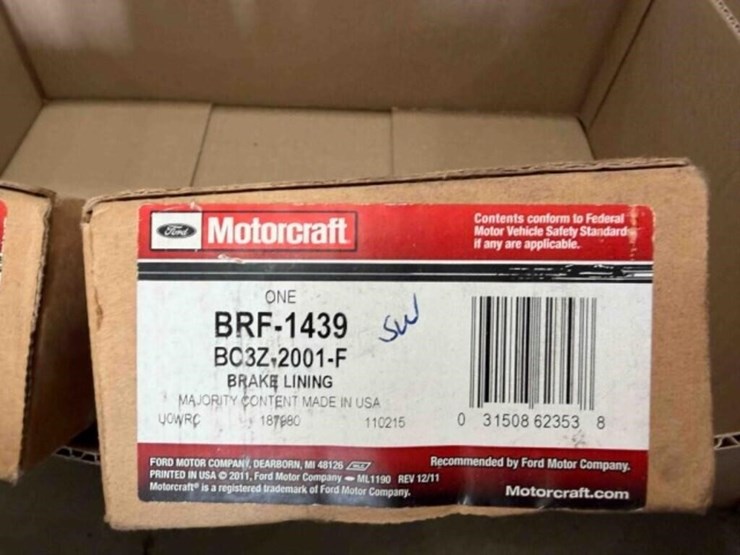 Ford Motorcraft
Contents conform to Federal
Motor Vehicle Safety Standard
if any are applicable.
ONE
BRF-1439
SW
BC3Z-2001-F
BRAKE LINING
MAJORITY CONTENT MADE IN USA
UOWRC 187980 110215
0 31508 62353 8
FORD MOTOR COMPANY, DEARBORN, MI 48126
PRINTED IN USA © 2011, Ford Motor Company ML1190 REV 12/11
Motorcraft® is a registered trademark of Ford Motor Company.
Recommended by Ford Motor Company.
Motorcraft.com